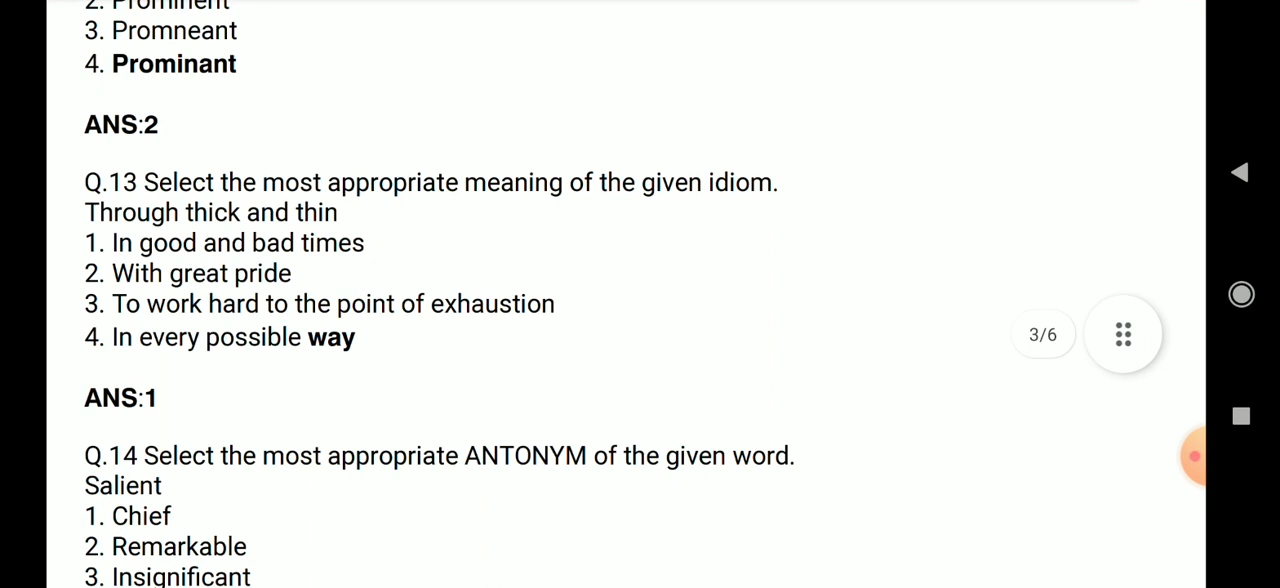 2. Prominent
3. Promneant
4. Prominant
ANS:2
Q.13 Select the most appropriate meaning of the given idiom.
Through thick and thin
1. In good and bad times
2. With great pride
3. To work hard to the point of exhaustion
4. In every possible way
3/6
ANS:1
Q.14 Select the most appropriate ANTONYM of the given word.
Salient
1. Chief
2. Remarkable
3. Insignificant